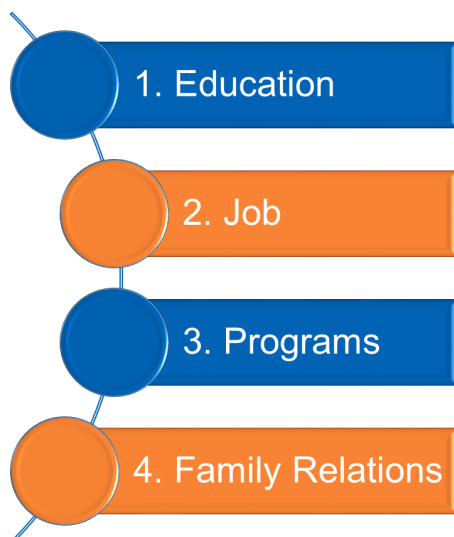 1. Education
2. Job
3. Programs
4. Family Relations